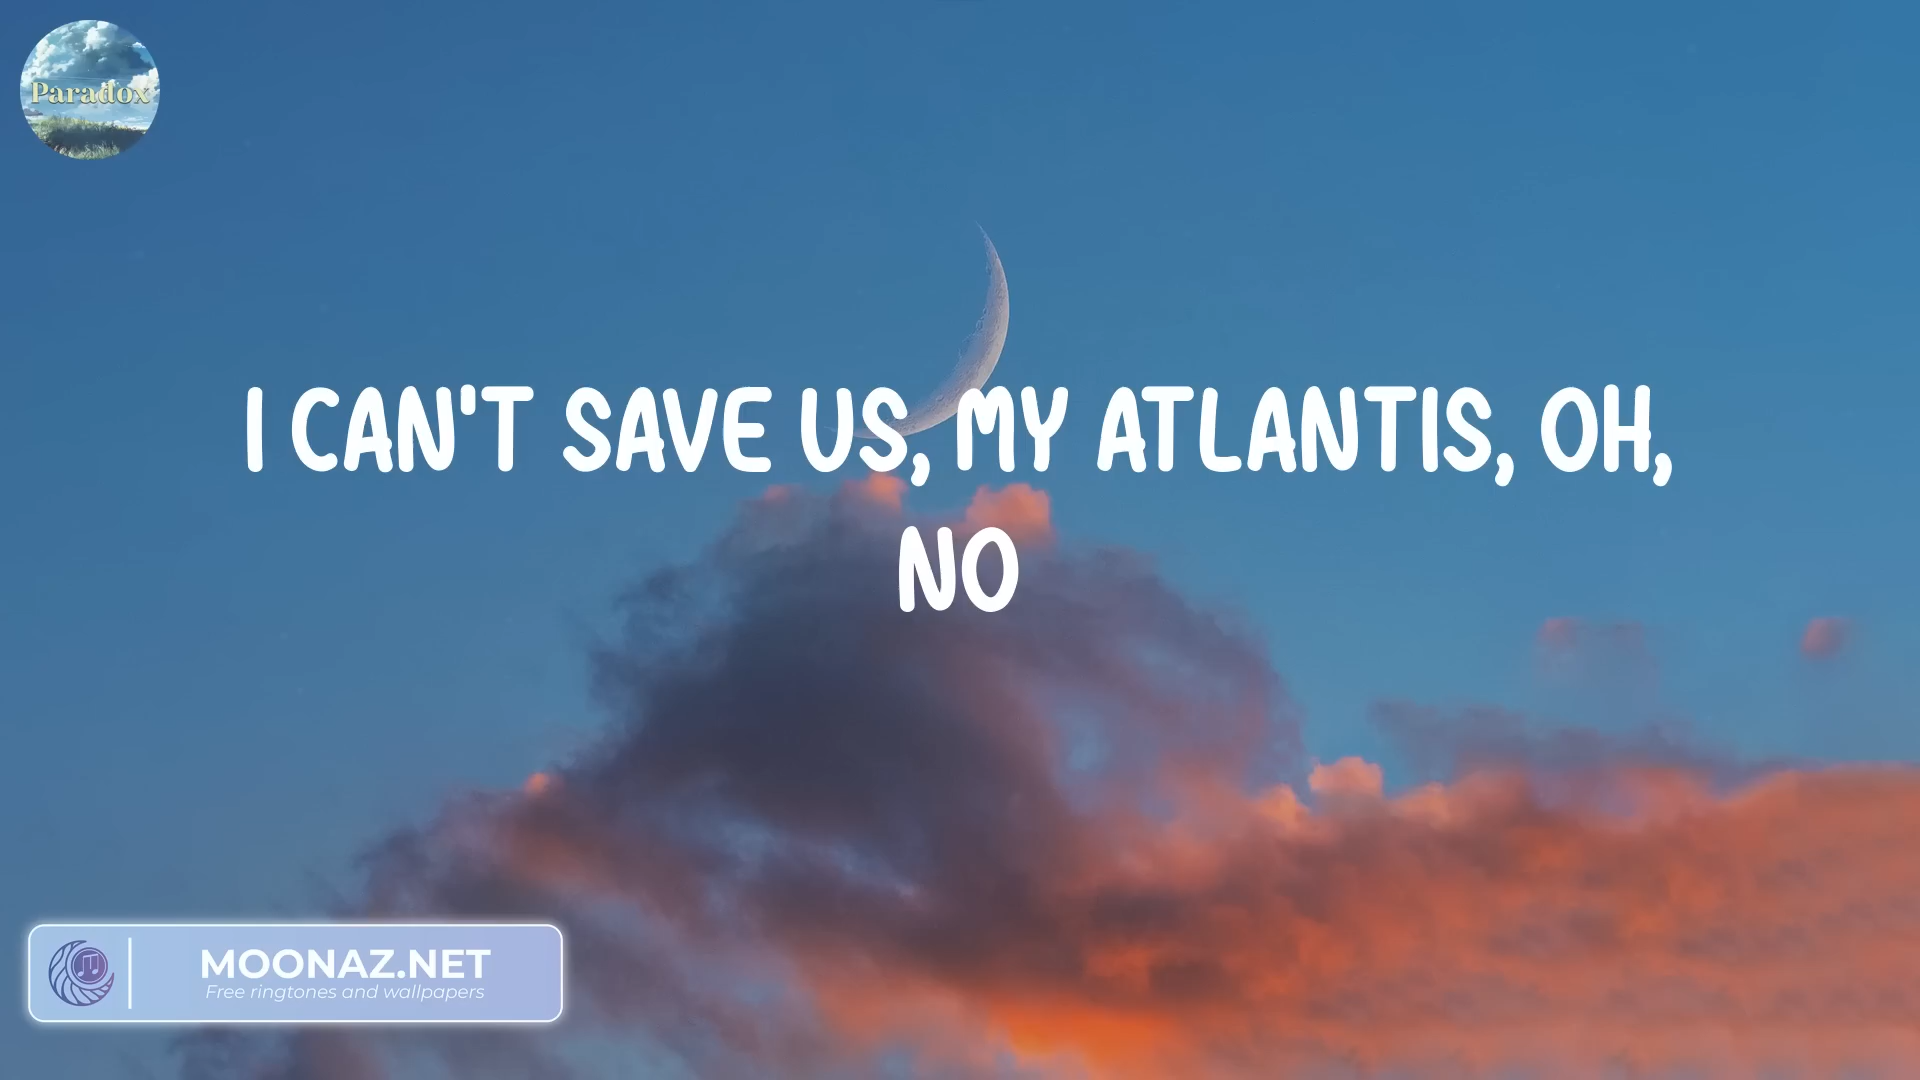 Paradox
I CAN'T SAVE US, MY ATLANTIS, OH,
NO
MOONAZ.NET
Free ringtones and wallpapers